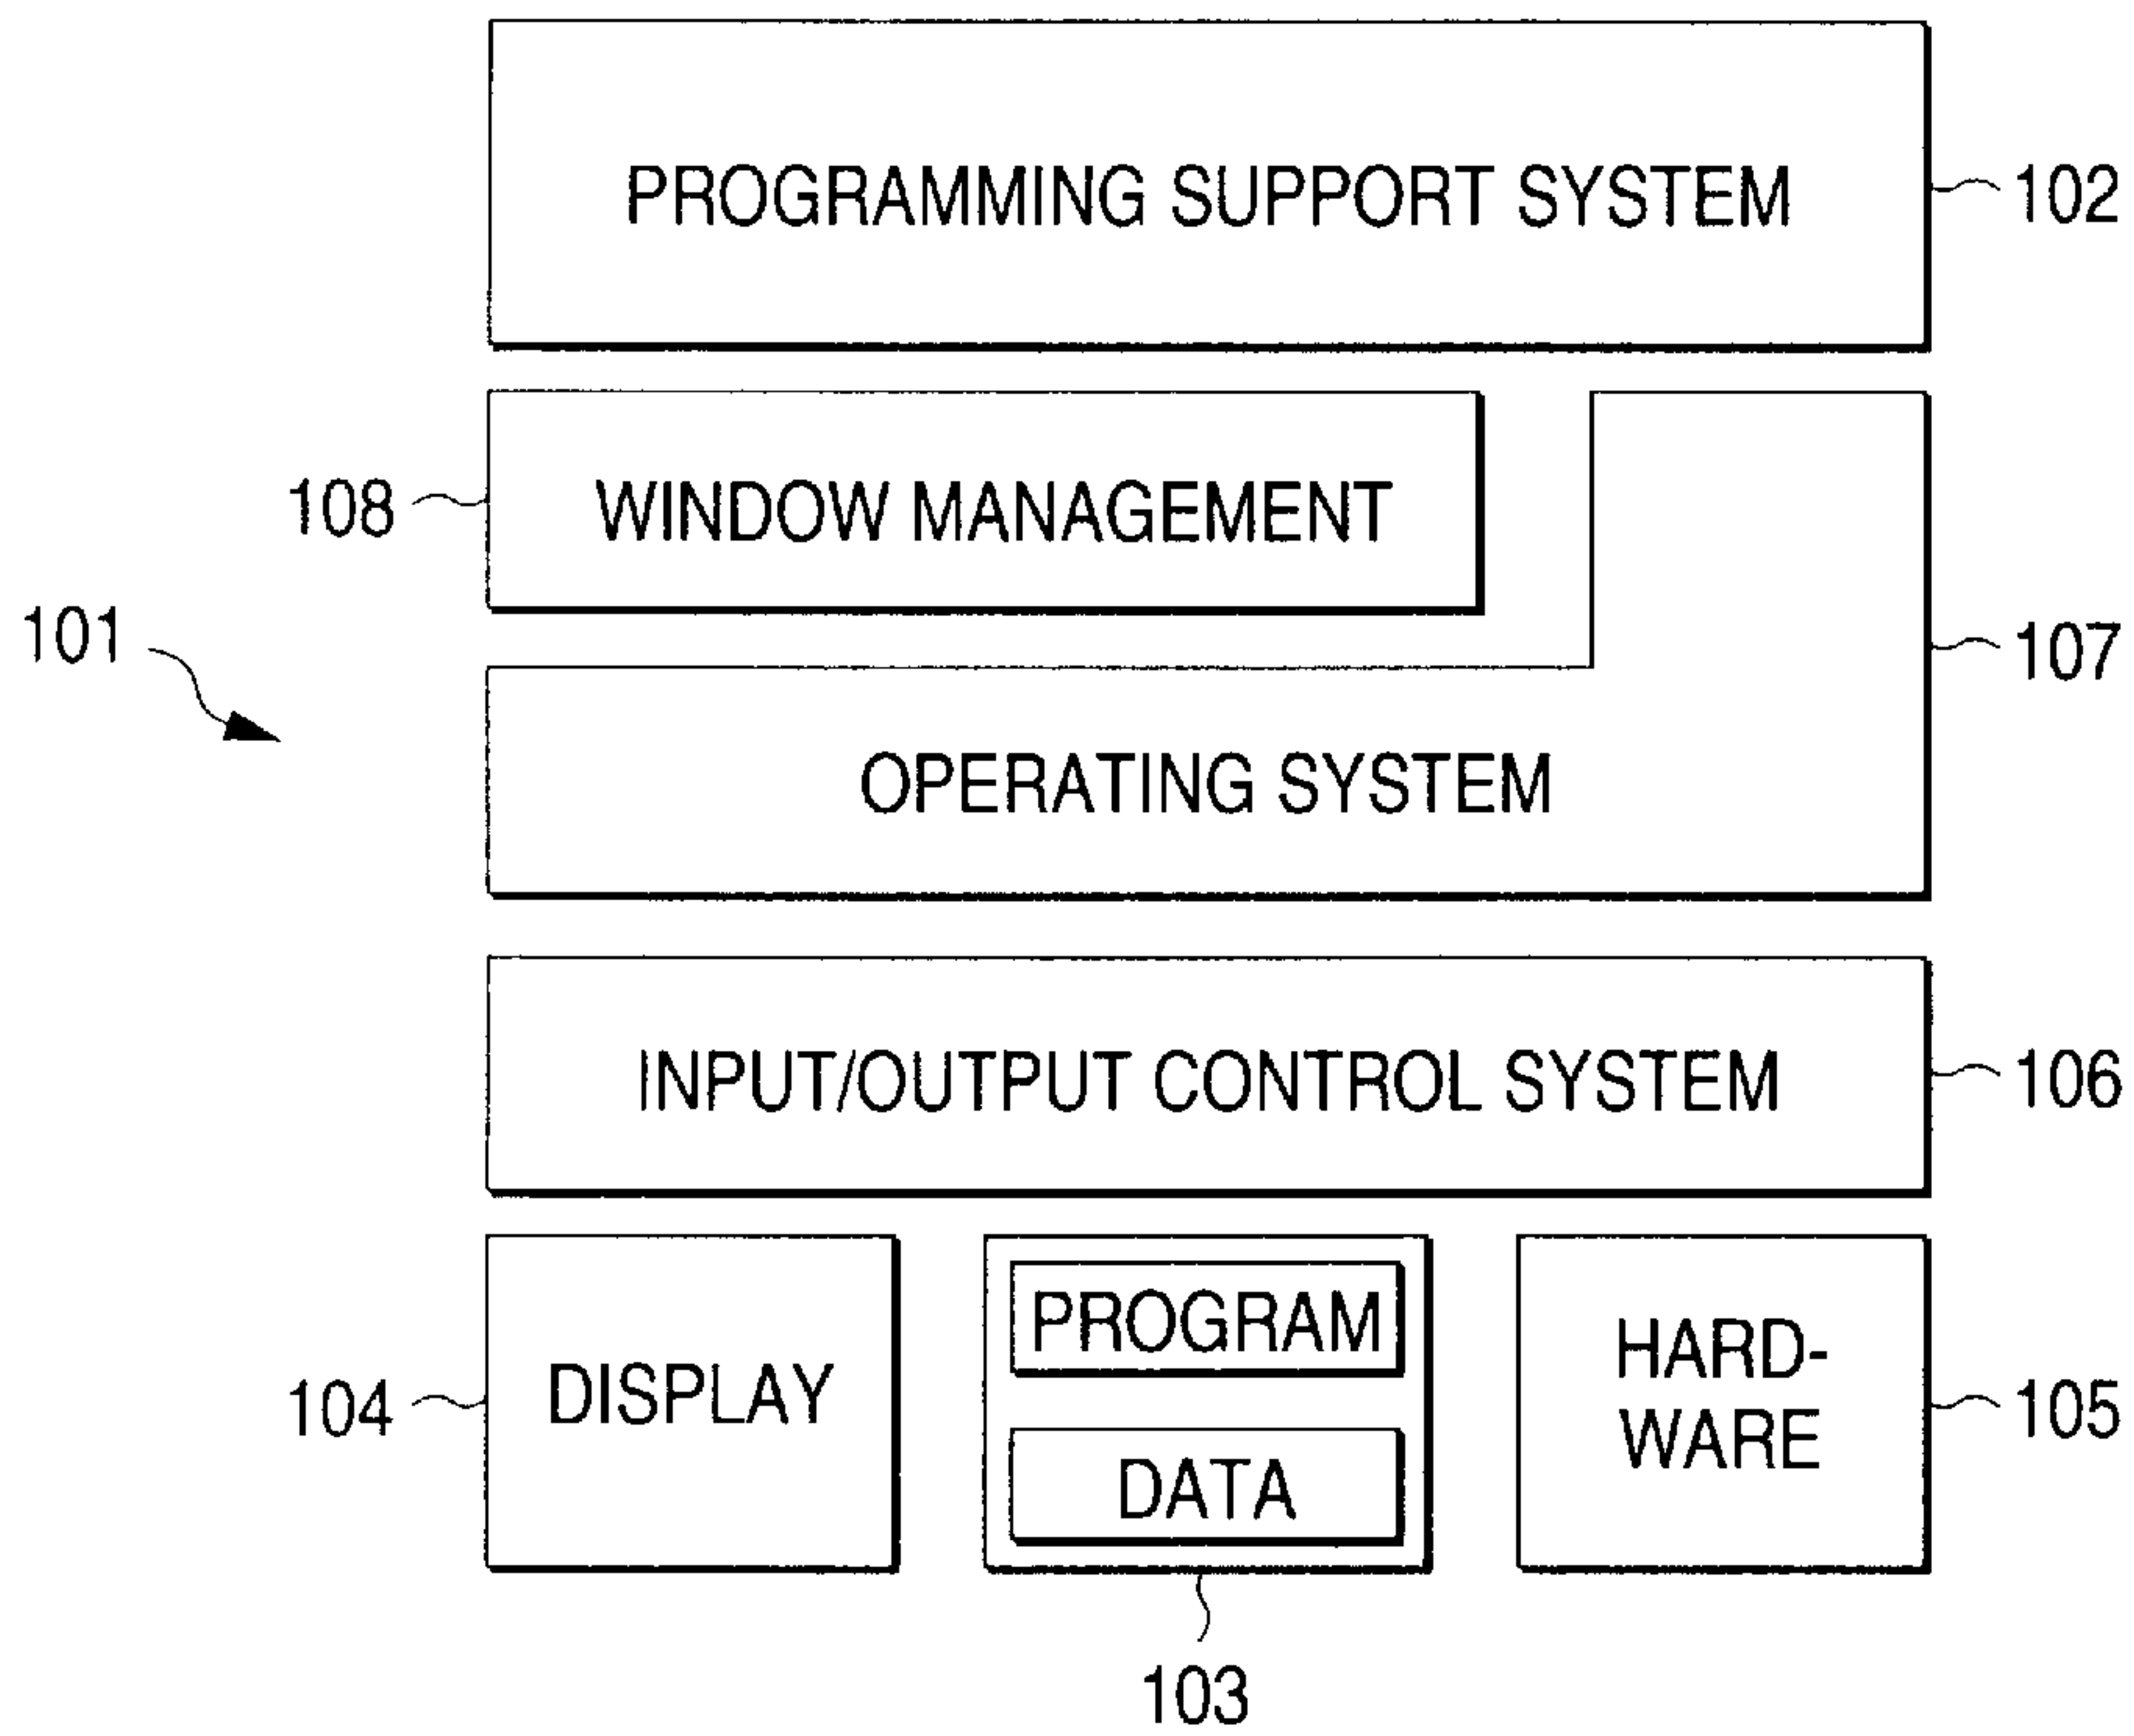 PROGRAMMING SUPPORT SYSTEM
102
108
WINDOW MANAGEMENT
101
107
OPERATING SYSTEM
INPUT/OUTPUT CONTROL SYSTEM
106
104
DISPLAY
PROGRAM
DATA
HARD-
WARE
105
103